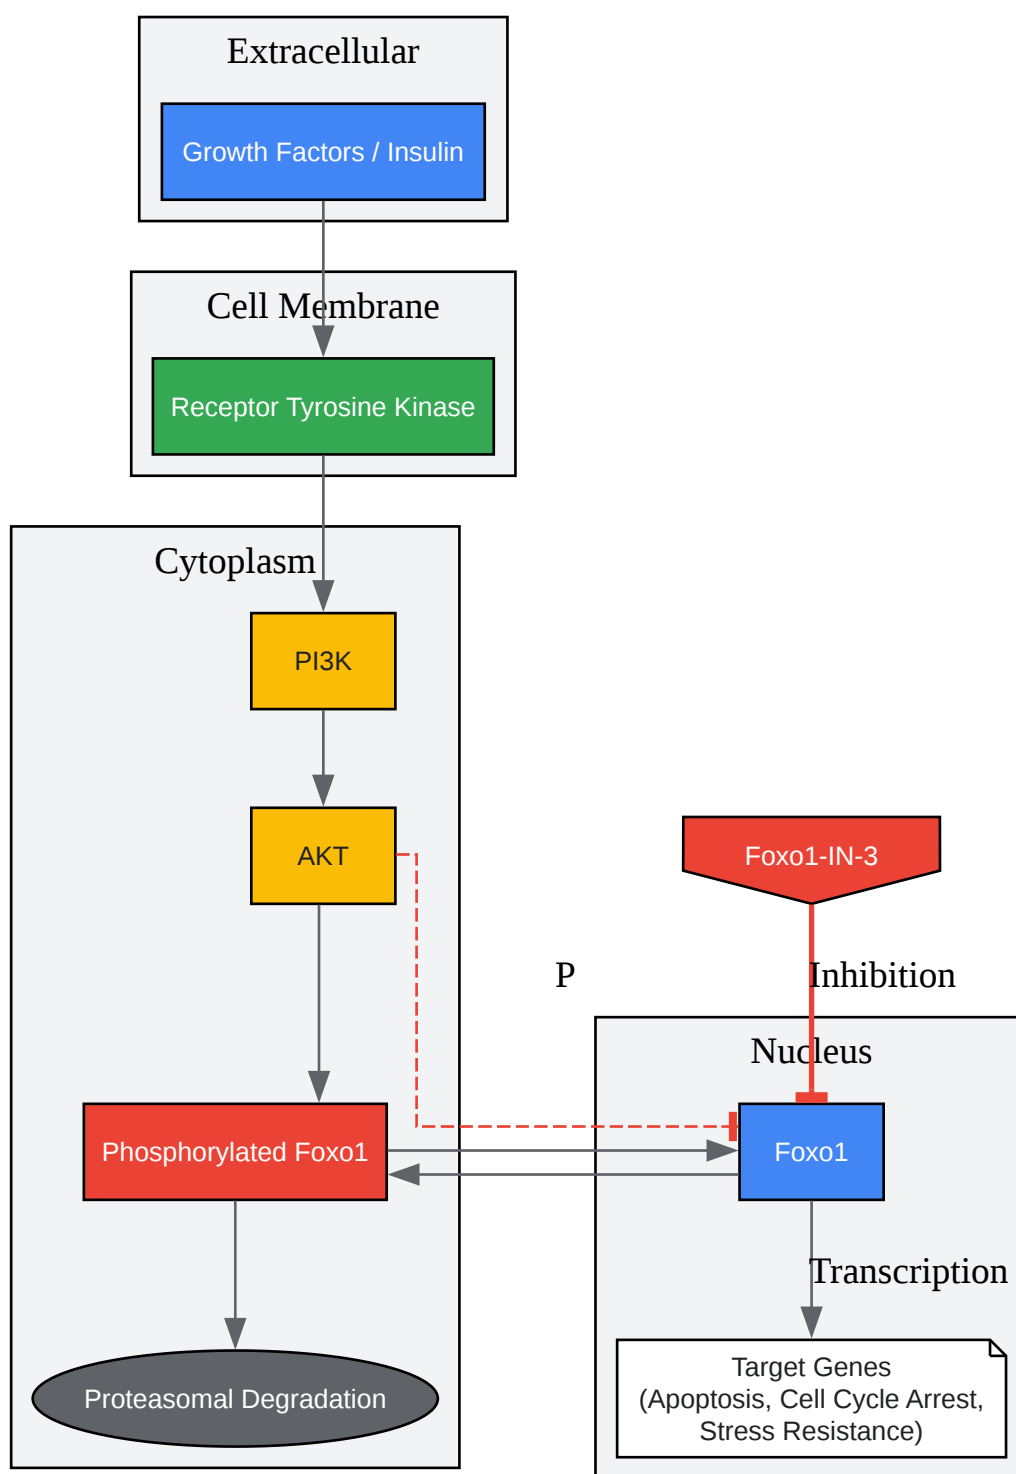 Extracellular
Growth Factors / Insulin
Cell Membrane
Receptor Tyrosine Kinase
Cytoplasm
PI3K
AKT
Foxo1-IN-3
P
Inhibition
Nucleus
Phosphorylated Foxo1
Foxo1
Transcription
Target Genes
(Apoptosis, Cell Cycle Arrest,
Stress Resistance)
Proteasomal Degradation